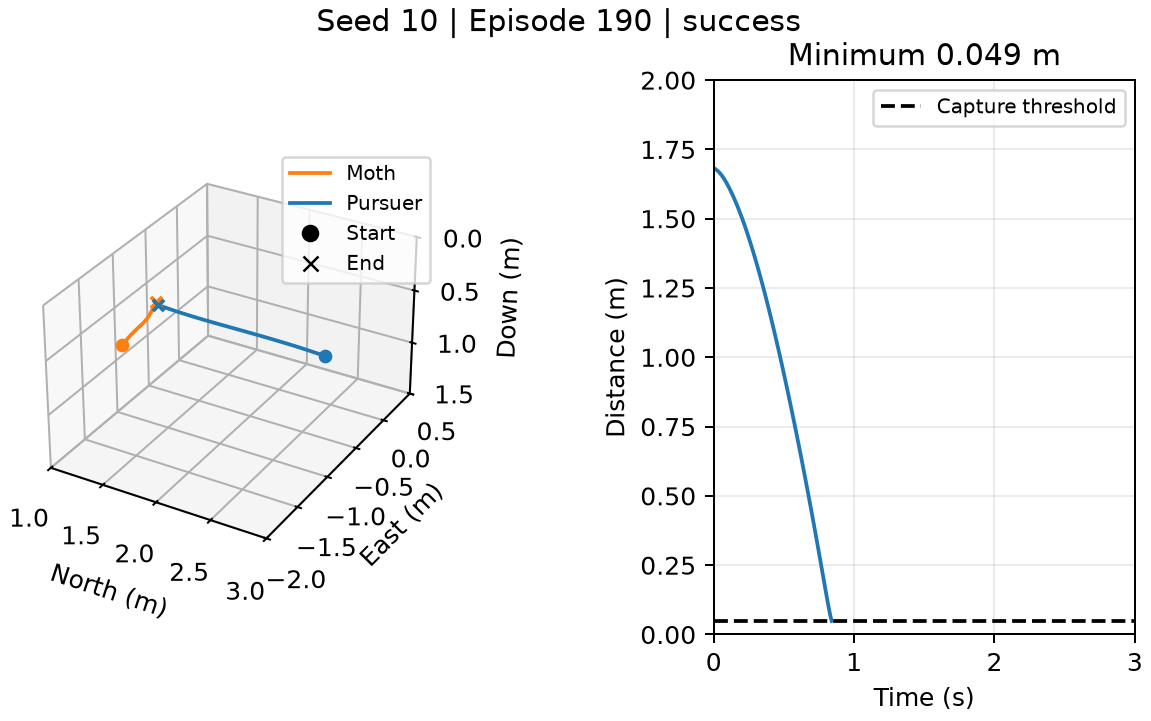 Seed 10 | Episode 190 | success
Moth
Pursuer
Start
End
0.0
0.5
1.0
1.5
Down (m)
0.5
0.0
−0.5
−1.0
−1.5
−2.0
East (m)
1.0
1.5
2.0
2.5
3.0
North (m)
Minimum 0.049 m
Capture threshold
2.00
1.75
1.50
1.25
1.00
0.75
0.50
0.25
0.00
Distance (m)
0 1 2 3
Time (s)